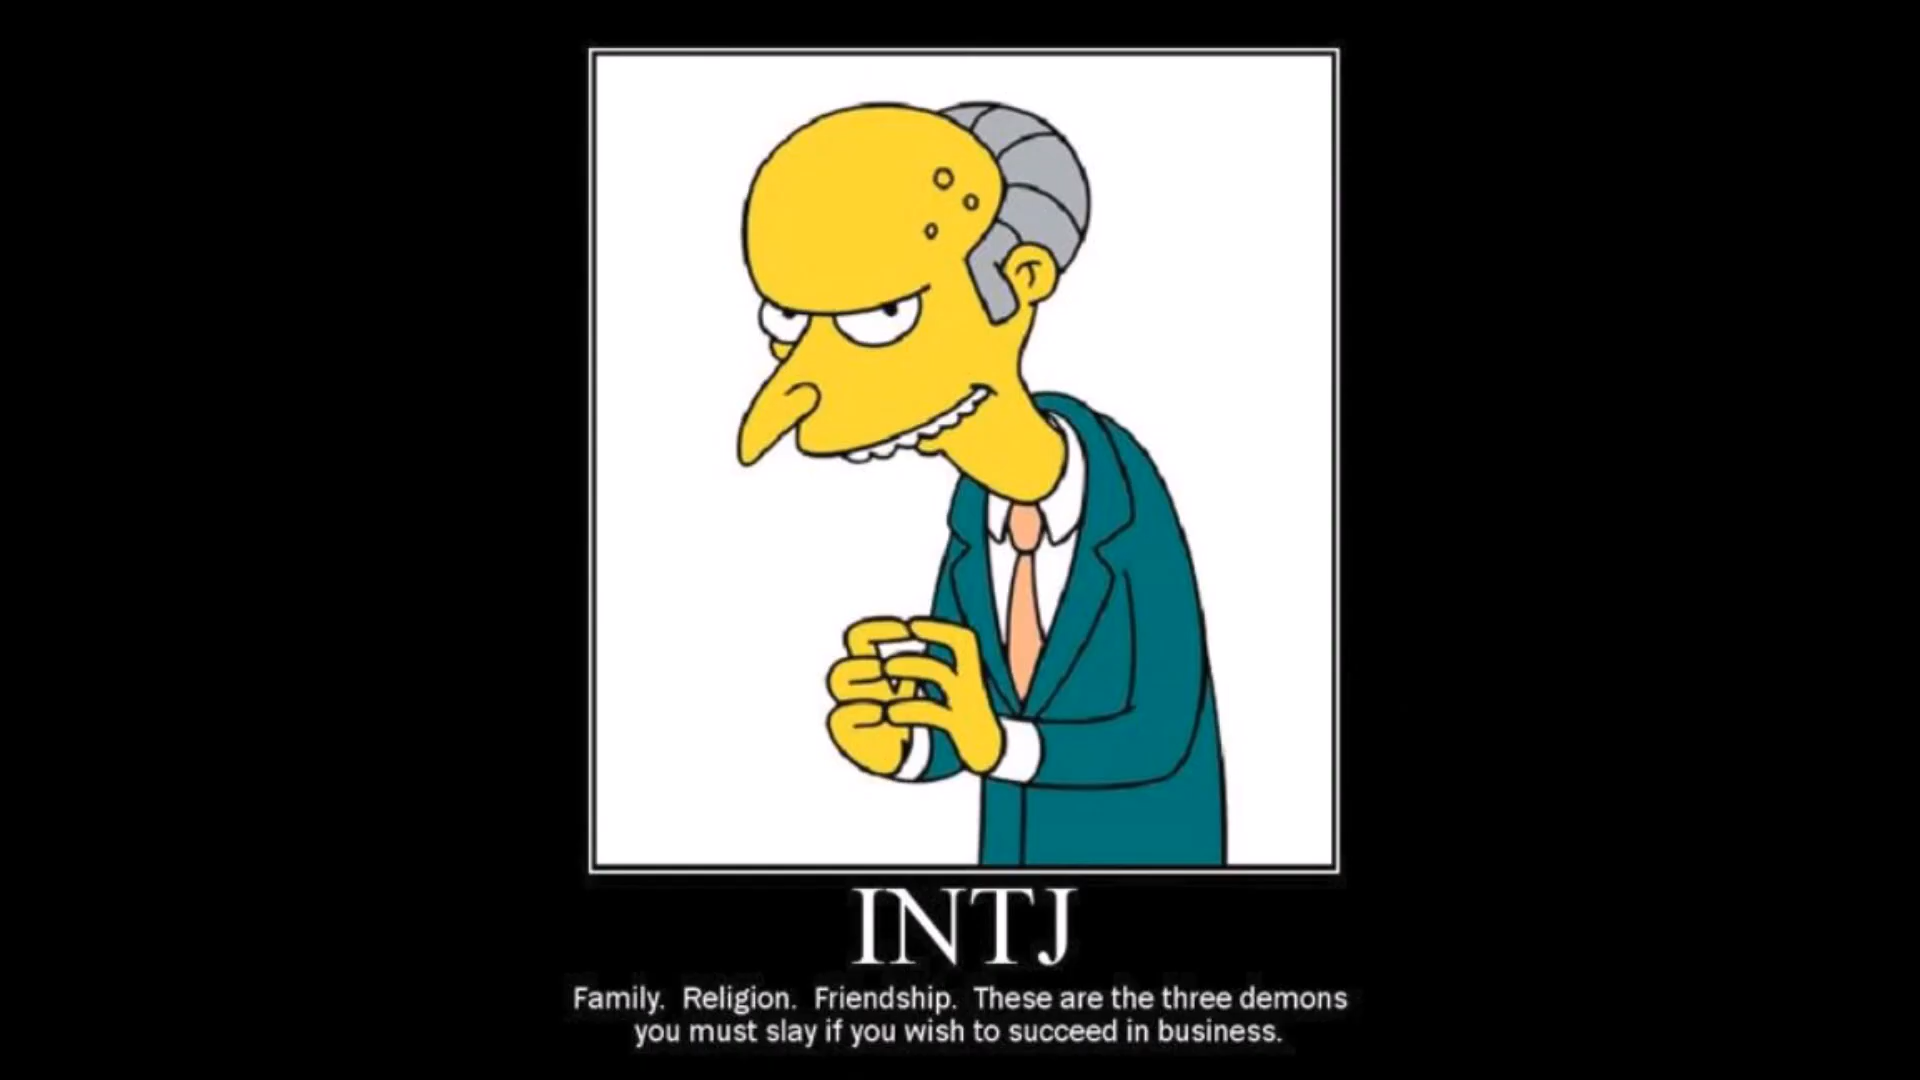 INTJ
Family. Religion. Friendship. These are the three demons
you must slay if you wish to succeed in business.